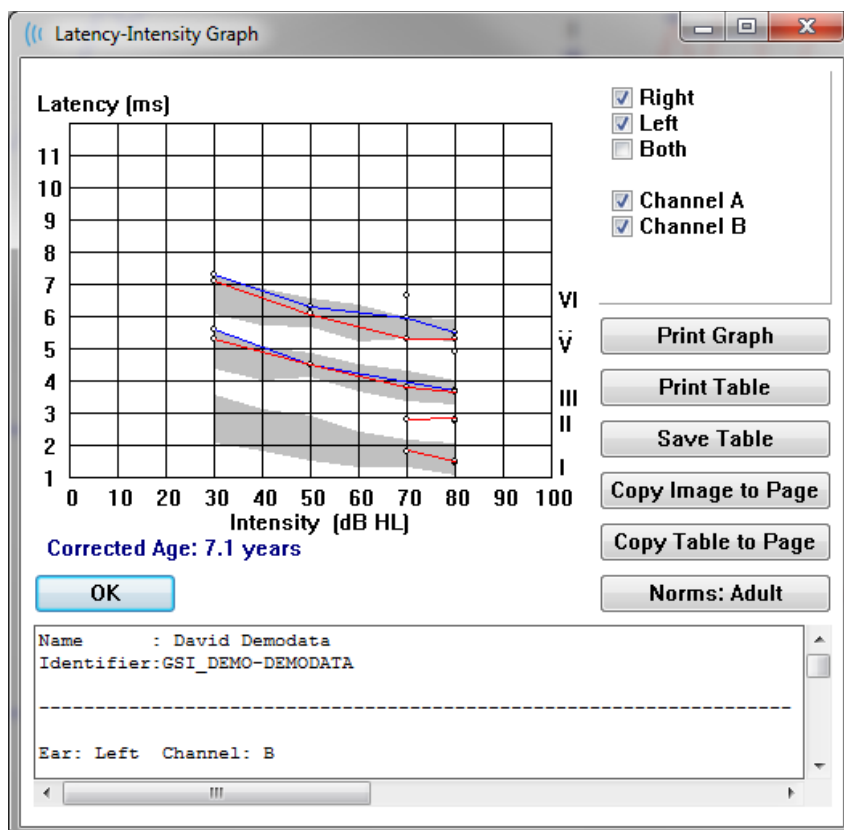 Latency-Intensity Graph
Latency (ms)
Right
Left
Both
Channel A
Channel B
11
10
9
8
7
6
5
4
3
2
1
VI
V
III
II
I
0 10 20 30 40 50 60 70 80 90 100
Intensity (dB HL)
Corrected Age: 7.1 years
Print Graph
Print Table
Save Table
Copy Image to Page
Copy Table to Page
OK
Norms: Adult
Name : David Demodata
Identifier:GSI_DEMO-DEMODATA
--------------------------------------------------------------------
Ear: Left Channel: B